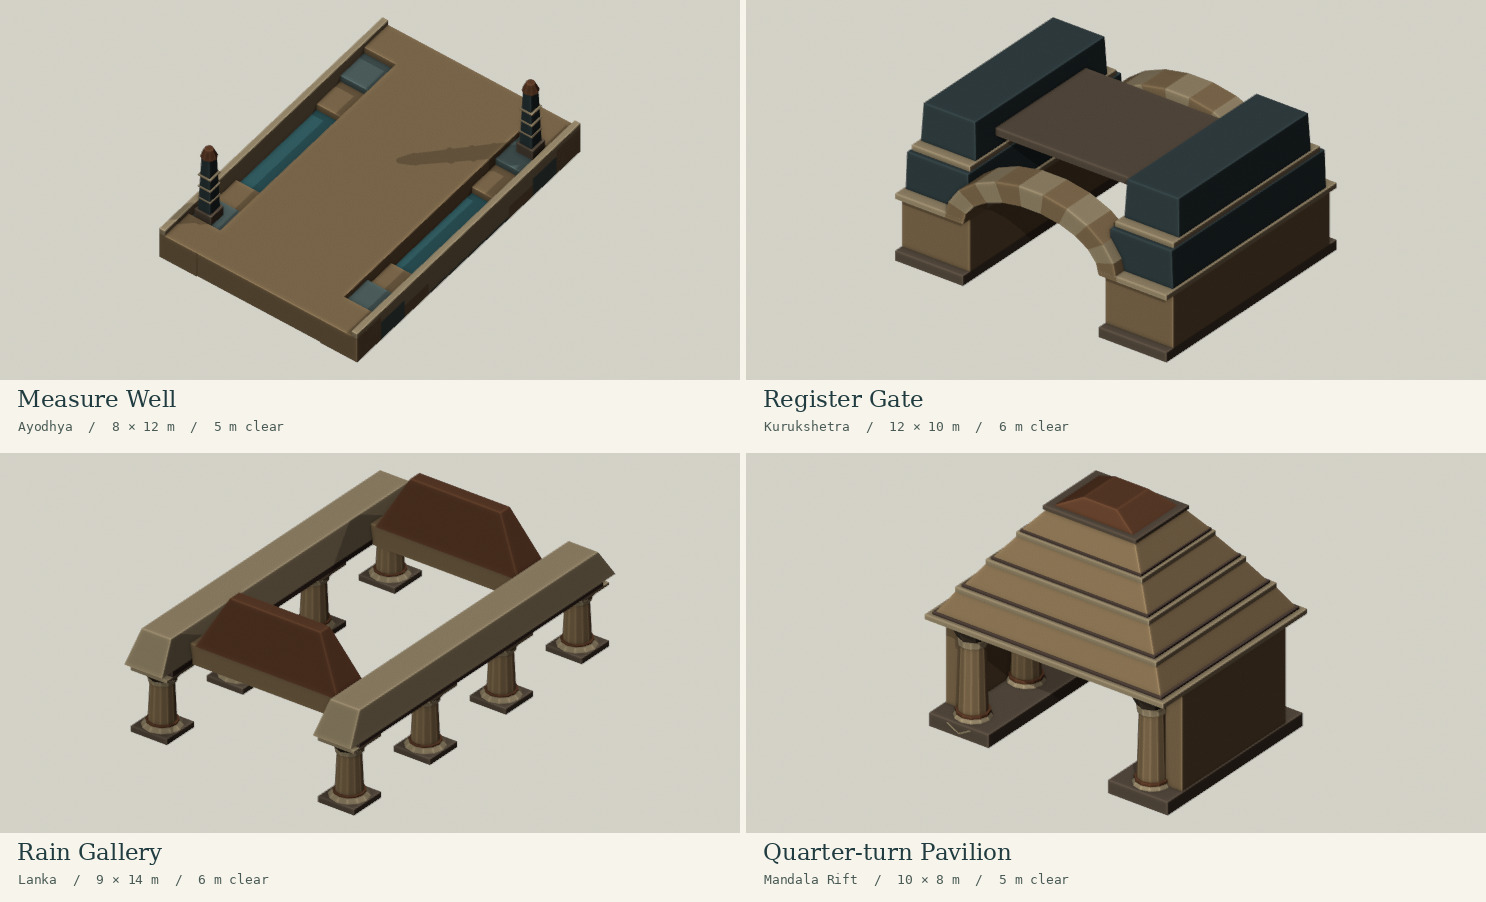 Measure Well
Ayodhya / 8 × 12 m / 5 m clear
Register Gate
Kurukshetra / 12 × 10 m / 6 m clear
Rain Gallery
Lanka / 9 × 14 m / 6 m clear
Quarter-turn Pavilion
Mandala Rift / 10 × 8 m / 5 m clear